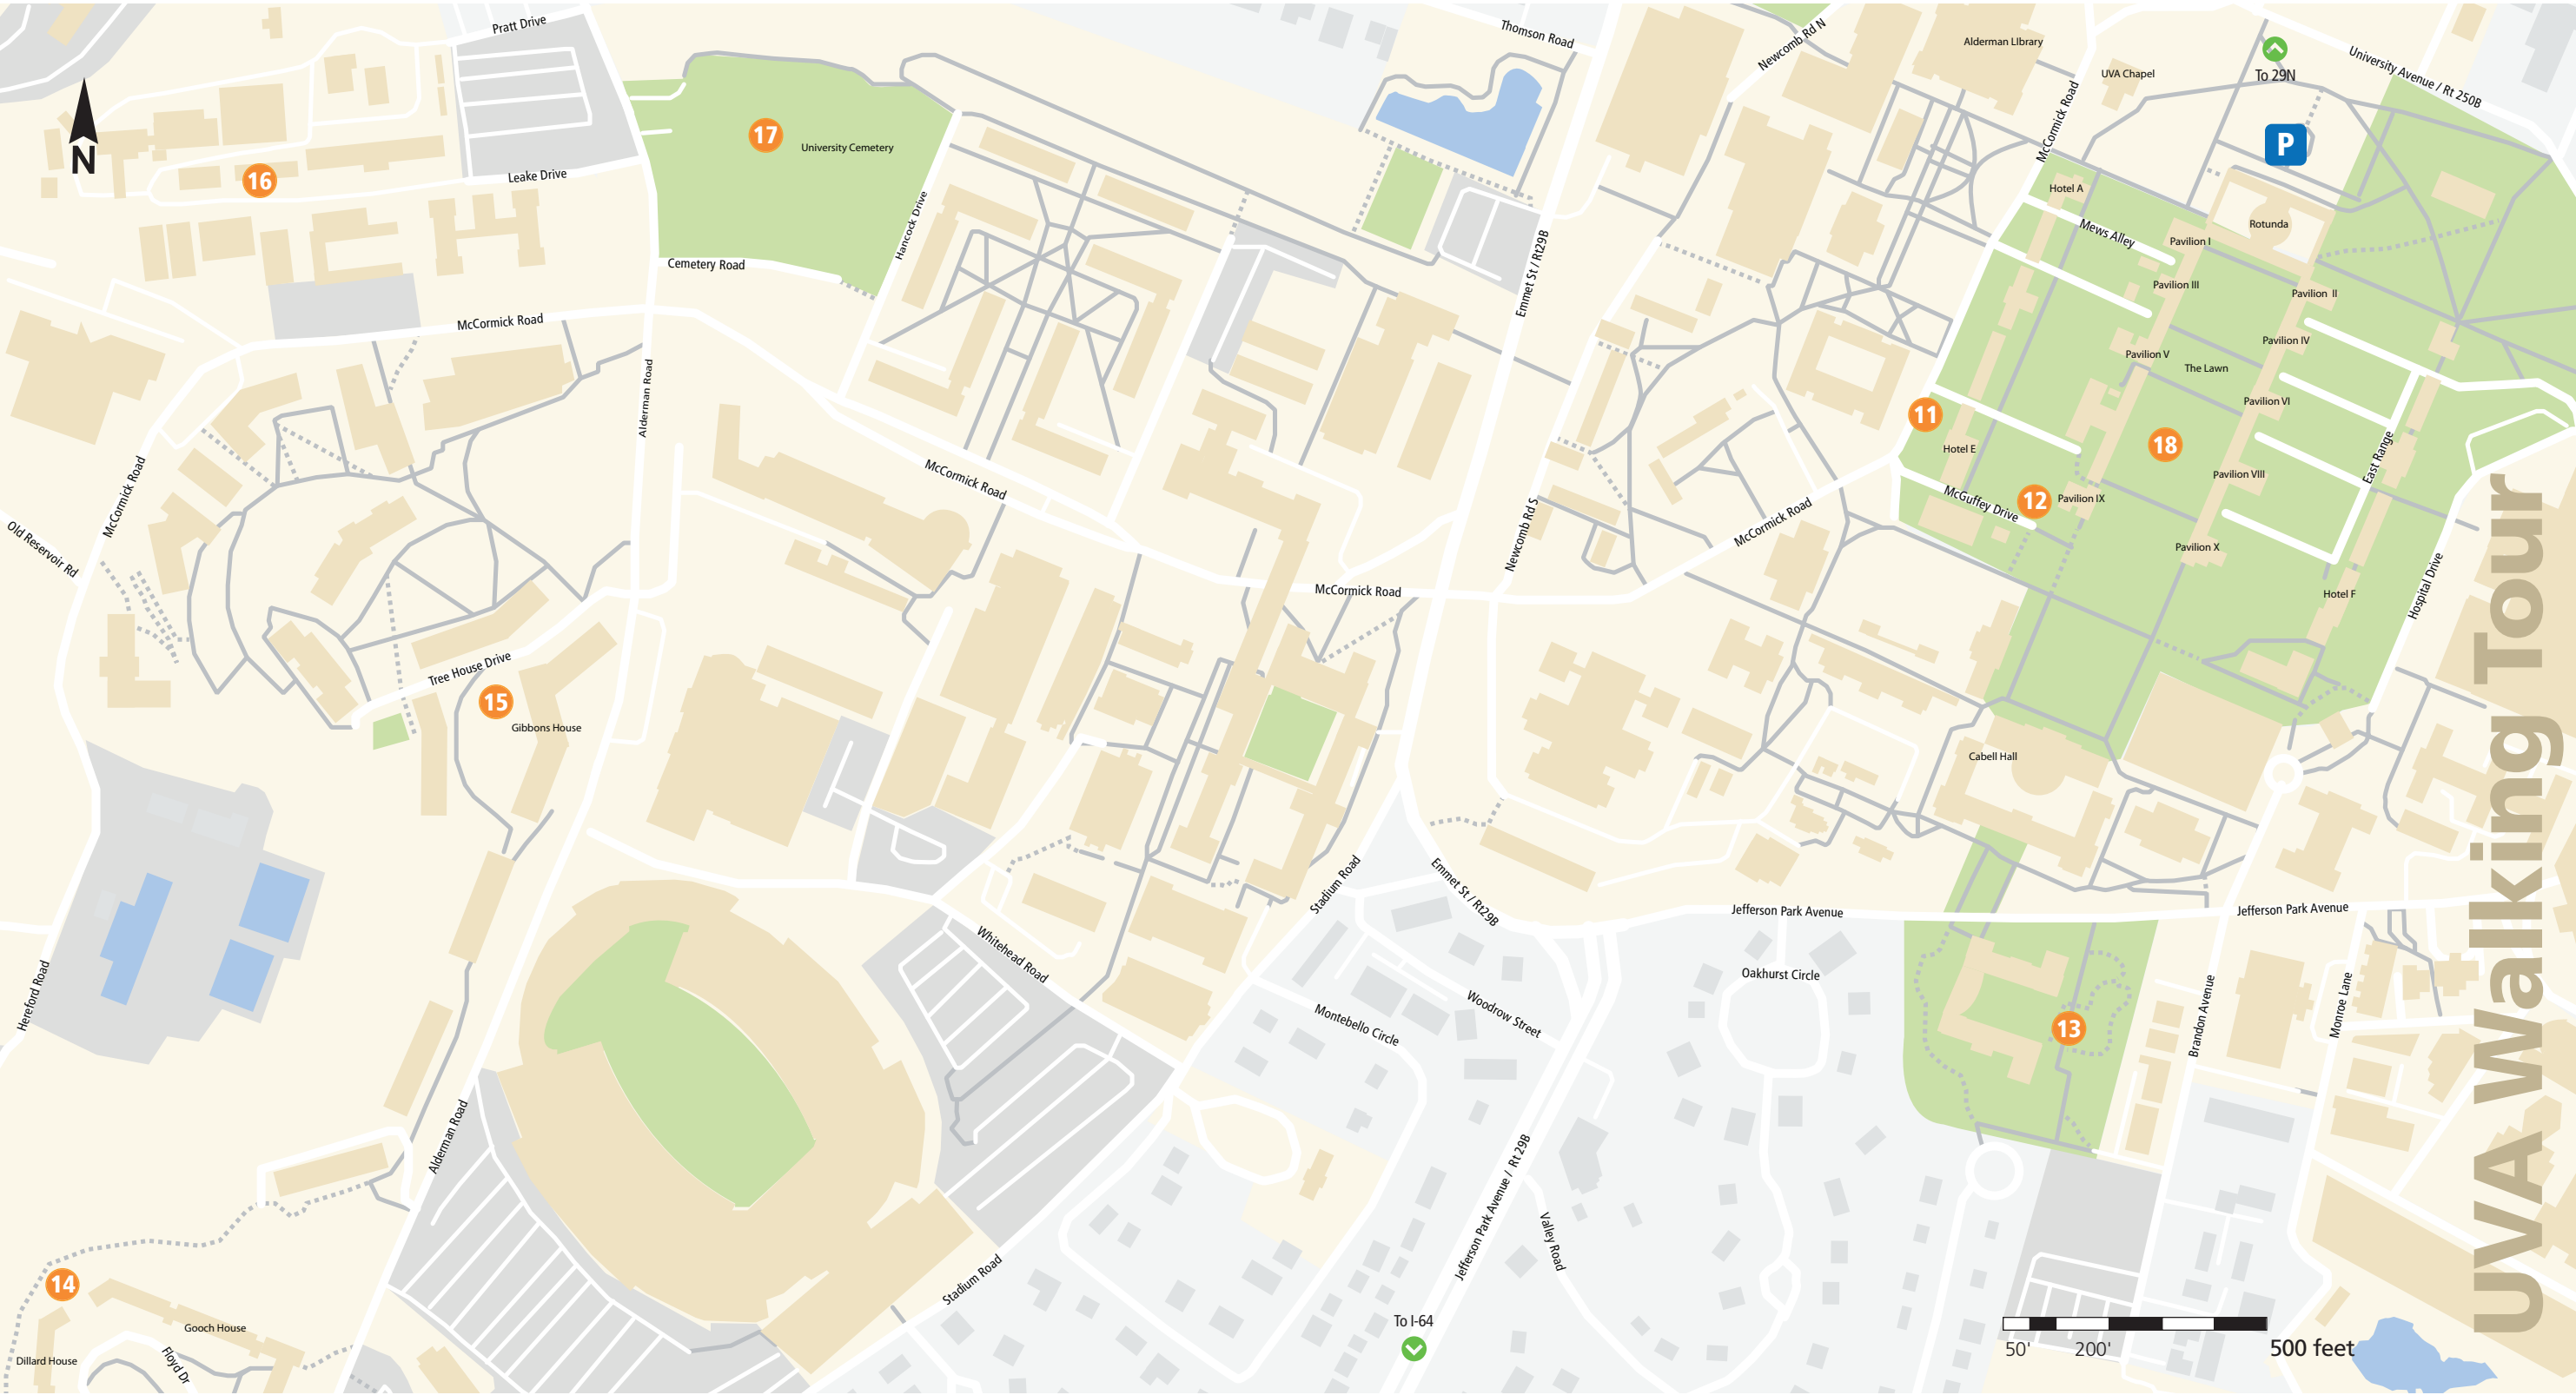 Pratt Drive
Thomson Road
Newcomb Rd N
Alderman LIbrary
UVA Chapel
To 29N
University Avenue / Rt 250B
N
16
17
University Cemetery
P
McCormick Road
Leake Drive
Hancock Drive
Hotel A
Mews Alley
Rotunda
Pavilion I
Cemetery Road
Emmet St / Rt29B
Pavilion III
Pavilion II
McCormick Road
Pavilion IV
Pavilion V
The Lawn
Alderman Road
Pavilion VI
11
18
Hotel E
East Range
McCormick Road
McCormick Road
Pavilion VIII
McGuffey Drive
12
Pavilion IX
Old Reservoir Rd
Newcomb Rd S
McCormick Road
Pavilion X
McCormick Road
Hotel F
Hospital Drive
Tree House Drive
15
Gibbons House
Cabell Hall
Stadium Road
Emmet St / Rt29B
Jefferson Park Avenue
Jefferson Park Avenue
Whitehead Road
Oakhurst Circle
Hereford Road
Woodrow Street
Montebello Circle
13
Brandon Avenue
Monroe Lane
Alderman Road
Jefferson Park Avenue / Rt 29B
Valley Road
Stadium Road
14
Gooch House
Dillard House
Floyd Dr
To I-64
50'
200'
500 feet
UVA Walking Tour